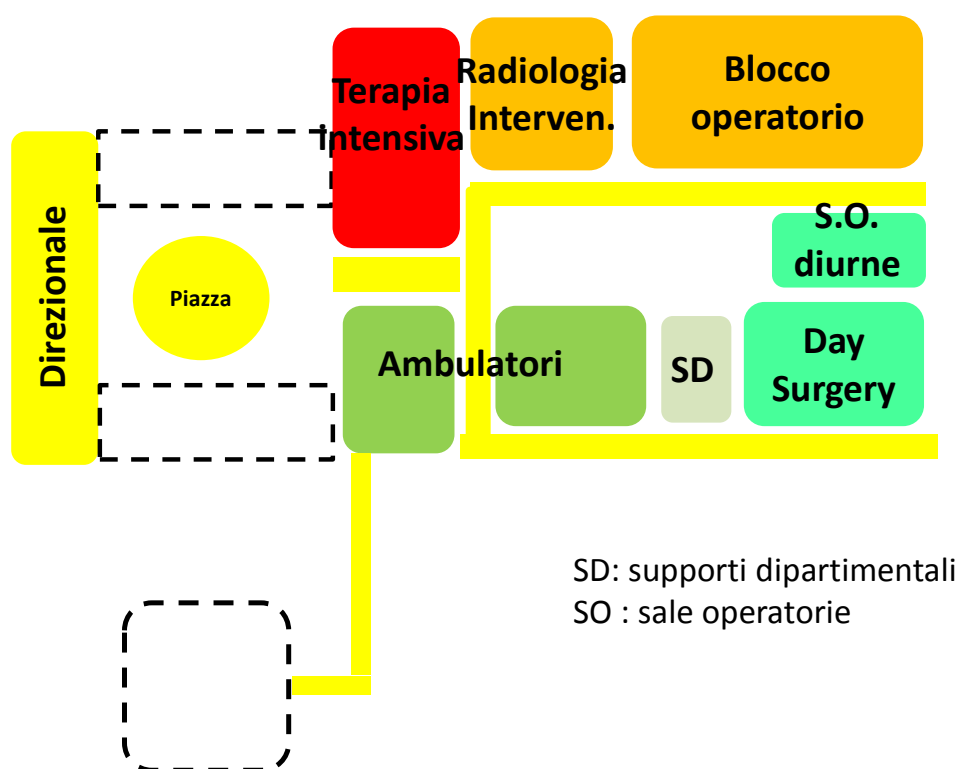 Terapia
intensiva
Radiologia
Interven.
Blocco
operatorio
Direzionale
Piazza
S.O.
diurne
Ambulatori
SD
Day
Surgery
SD: supporti dipartimentali
SO : sale operatorie